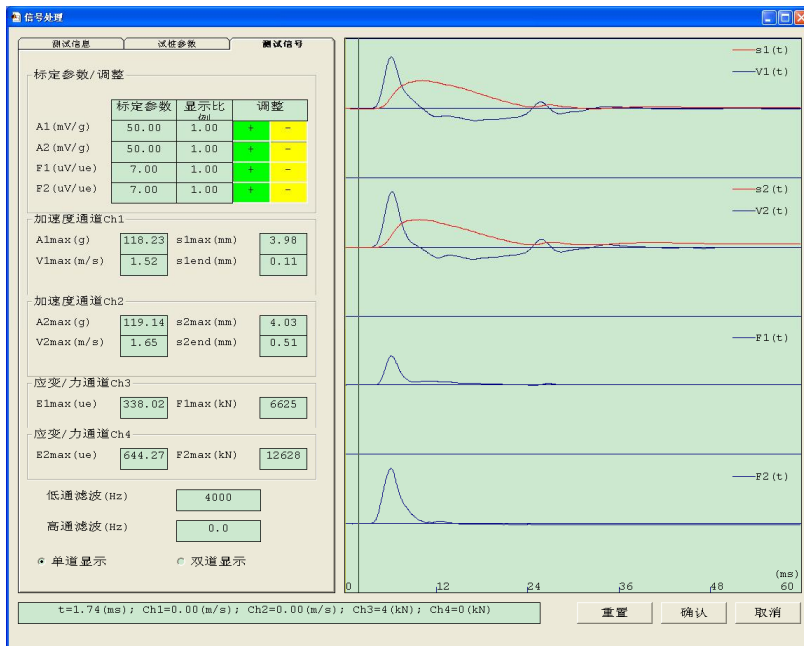 信号处理
测试信息 试桩参数 测试信号
标定参数/调整
标定参数 显示比例 调整
A1(mV/g) 50.00 1.00 + -
A2(mV/g) 50.00 1.00 + -
F1(uV/ue) 7.00 1.00 + -
F2(uV/ue) 7.00 1.00 + -
加速度通道Ch1
A1max(g) 118.23 s1max(mm) 3.98
V1max(m/s) 1.52 s1end(mm) 0.11
加速度通道Ch2
A2max(g) 119.14 s2max(mm) 4.03
V2max(m/s) 1.65 s2end(mm) 0.51
应变/力通道Ch3
E1max(ue) 338.02 F1max(kN) 6625
应变/力通道Ch4
E2max(ue) 644.27 F2max(kN) 12628
低通滤波(Hz) 4000
高通滤波(Hz) 0.0
单道显示 双道显示
s1(t)
V1(t)
s2(t)
V2(t)
F1(t)
F2(t)
(ms)
0 12 24 36 48 60
t=1.74(ms); Ch1=0.00(m/s); Ch2=0.00(m/s); Ch3=4(kN); Ch4=0(kN)
重置 确认 取消